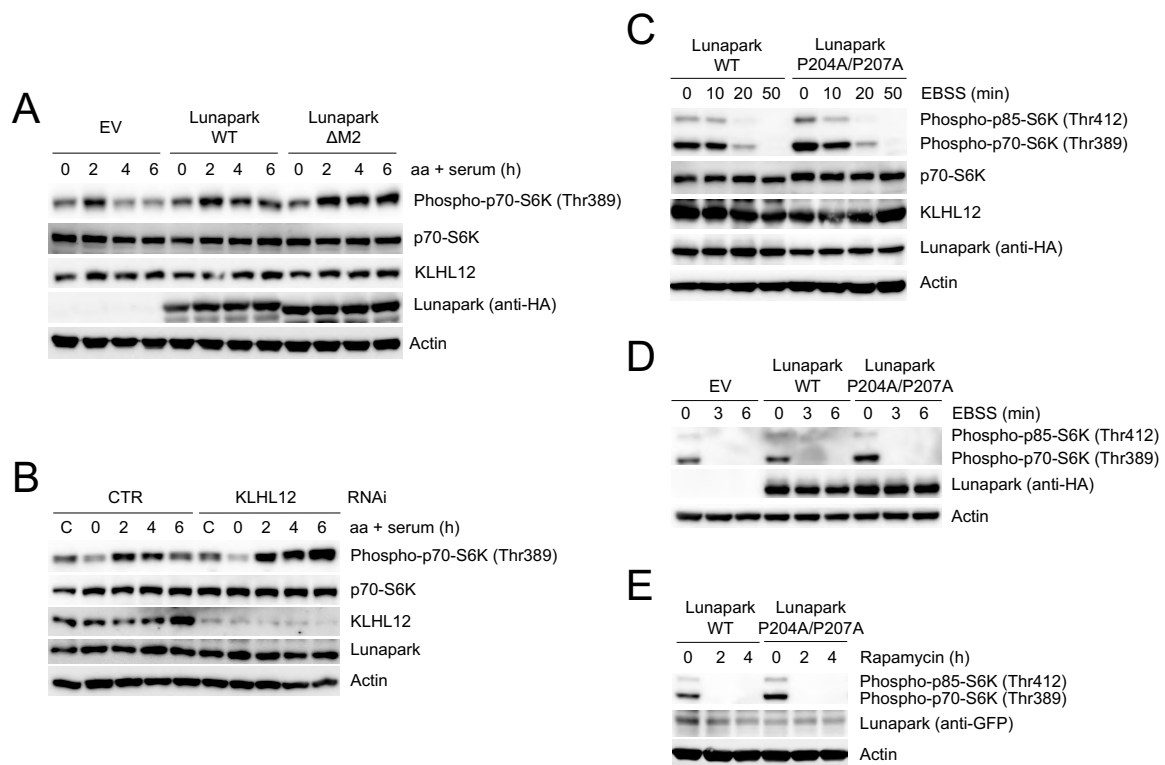 A
EV
Lunapark
WT
Lunapark
ΔM2
0 2 4 6 0 2 4 6 0 2 4 6 aa + serum (h)
Phospho-p70-S6K (Thr389)
p70-S6K
KLHL12
Lunapark (anti-HA)
Actin
B
CTR KLHL12 RNAi
C 0 2 4 6 C 0 2 4 6 aa + serum (h)
Phospho-p70-S6K (Thr389)
p70-S6K
KLHL12
Lunapark
Actin
C
Lunapark
WT
Lunapark
P204A/P207A
0 10 20 50 0 10 20 50 EBSS (min)
Phospho-p85-S6K (Thr412)
Phospho-p70-S6K (Thr389)
p70-S6K
KLHL12
Lunapark (anti-HA)
Actin
D
EV
Lunapark
WT
Lunapark
P204A/P207A
0 3 6 0 3 6 0 3 6 EBSS (min)
Phospho-p85-S6K (Thr412)
Phospho-p70-S6K (Thr389)
Lunapark (anti-HA)
Actin
E
Lunapark
WT
Lunapark
P204A/P207A
0 2 4 0 2 4 Rapamycin (h)
Phospho-p85-S6K (Thr412)
Phospho-p70-S6K (Thr389)
Lunapark (anti-GFP)
Actin